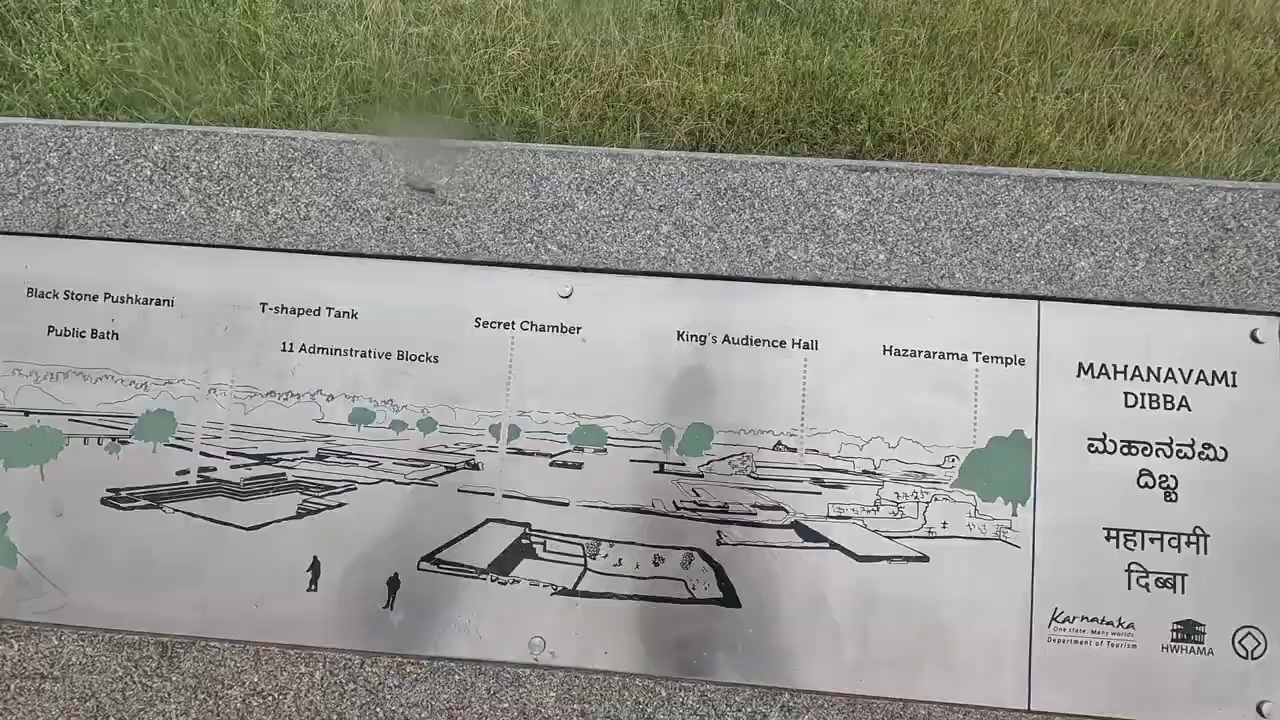 Black Stone Pushkarani
Public Bath
T-shaped Tank
11 Adminstrative Blocks
Secret Chamber
King's Audience Hall
Hazararama Temple
MAHANAVAMI
DIBBA
ಮಹಾನವಮಿ
ದಿಬ್ಬ
महानवमी
दिब्बा
Karnataka
One state. Many worlds
Department of Tourism
HWHAMA